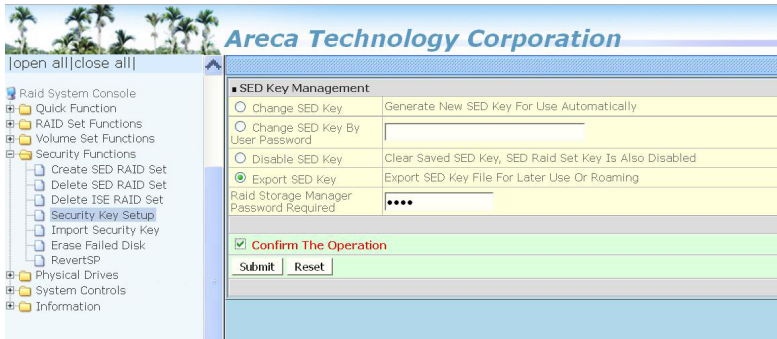 Areca Technology Corporation
|open all|close all|
Raid System Console
Quick Function
RAID Set Functions
Volume Set Functions
Security Functions
Create SED RAID Set
Delete SED RAID Set
Delete ISE RAID Set
Security Key Setup
Import Security Key
Erase Failed Disk
RevertSP
Physical Drives
System Controls
Information
SED Key Management
Change SED Key Generate New SED Key For Use Automatically
Change SED Key By
User Password
Disable SED Key Clear Saved SED Key, SED Raid Set Key Is Also Disabled
Export SED Key Export SED Key File For Later Use Or Roaming
Raid Storage Manager
Password Required ••••
Confirm The Operation
Submit Reset